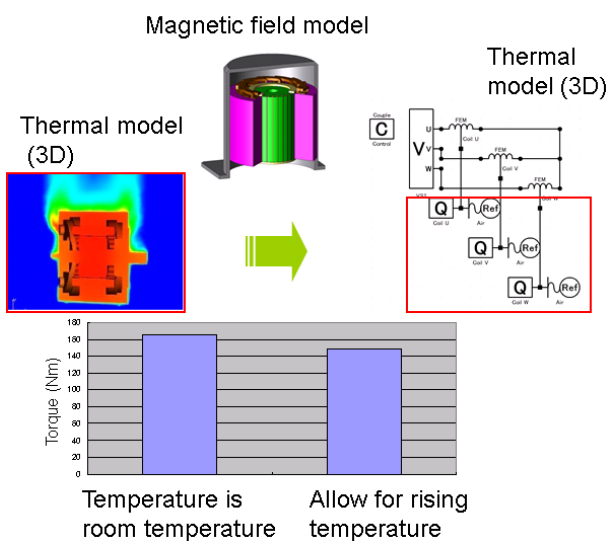 Magnetic field model
Thermal model
(3D)
Thermal
model (3D)
Couple
C
Control
V
U
V
W
VS1
FEM
Coil U
FEM
Coil V
FEM
Coil W
Q
Coil U
Ref
Air
Q
Coil V
Ref
Air
Q
Coil W
Ref
Air
Torque (Nm)
180
160
140
120
100
80
60
40
20
0
Temperature is
room temperature
Allow for rising
temperature